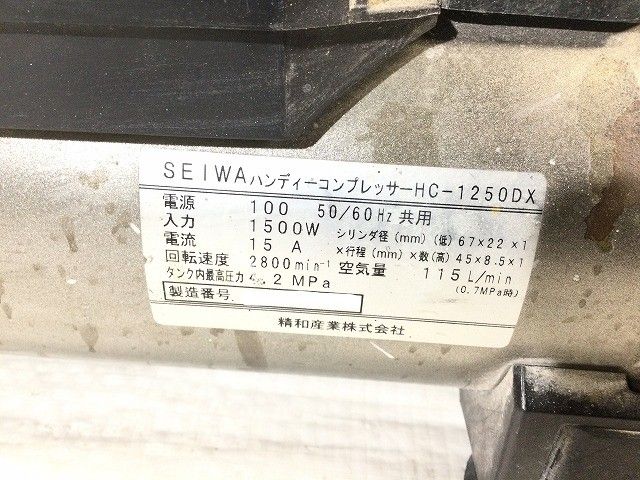 SEIWAハンディーコンプレッサーHC-1250DX
電源 100 50/60Hz共用
入力 1500W シリンダ径(mm)(低)67×22×1
電流 15 A ×行程(mm)×数(高)45×8.5×1
回転速度 2800min⁻¹ 空気量 115L/min
タンク内最高圧力 4.2MPa (0.7MPa時)
製造番号
精和産業株式会社